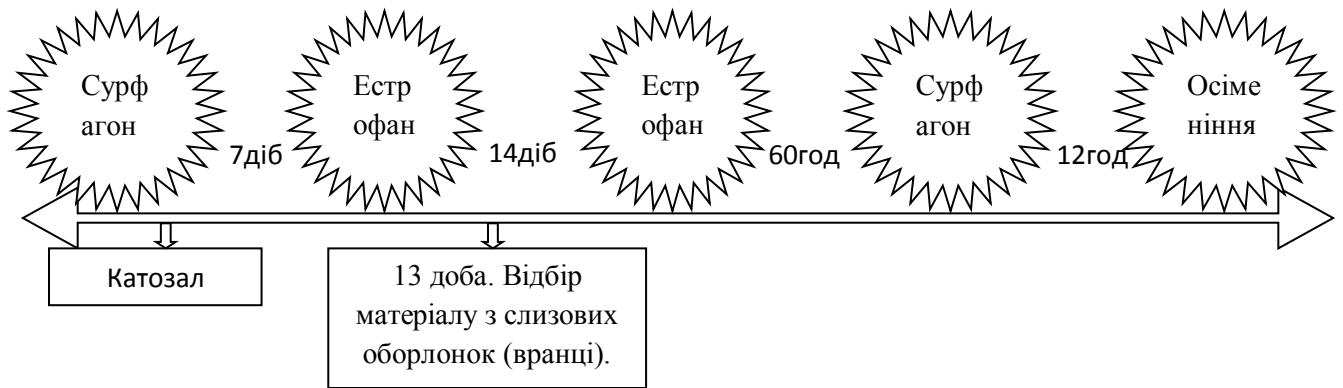 Сурф
агон
7діб
Естр
офан
14діб
Естр
офан
60год
Сурф
агон
12год
Осіме
ніння
Катозал
13 доба. Відбір
матеріалу з слизових
оборлонок (вранці).